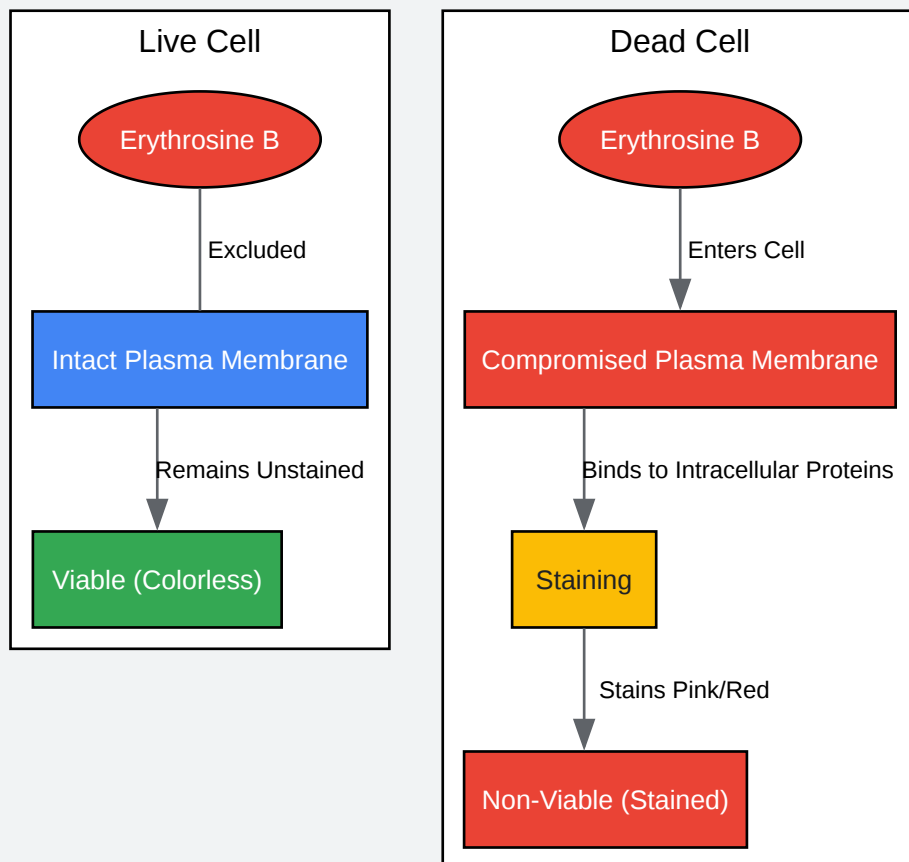 Live Cell
Erythrosine B
Excluded
Intact Plasma Membrane
Remains Unstained
Viable (Colorless)
Dead Cell
Erythrosine B
Enters Cell
Compromised Plasma Membrane
Binds to Intracellular Proteins
Staining
Stains Pink/Red
Non-Viable (Stained)